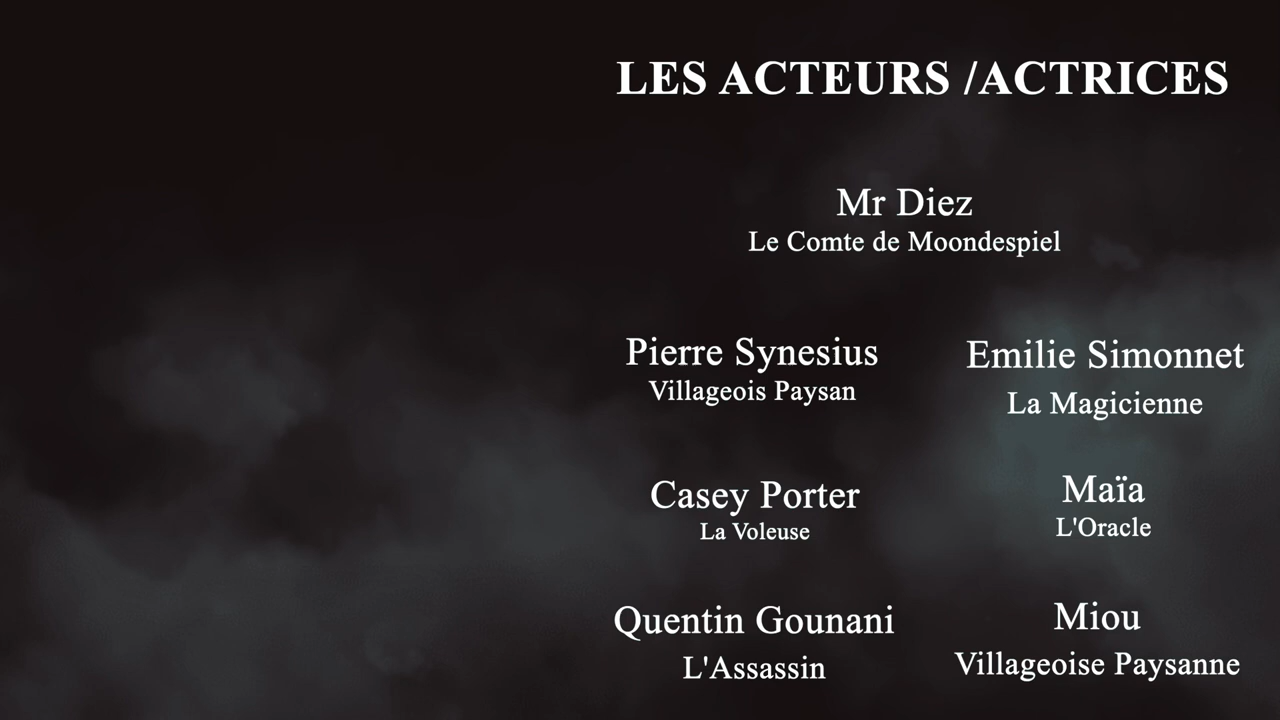 LES ACTEURS /ACTRICES
Mr Diez
Le Comte de Moondespiel
Pierre Synesius
Villageois Paysan
Emilie Simonnet
La Magicienne
Casey Porter
La Voleuse
Maïa
L'Oracle
Quentin Gounani
L'Assassin
Miou
Villageoise Paysanne